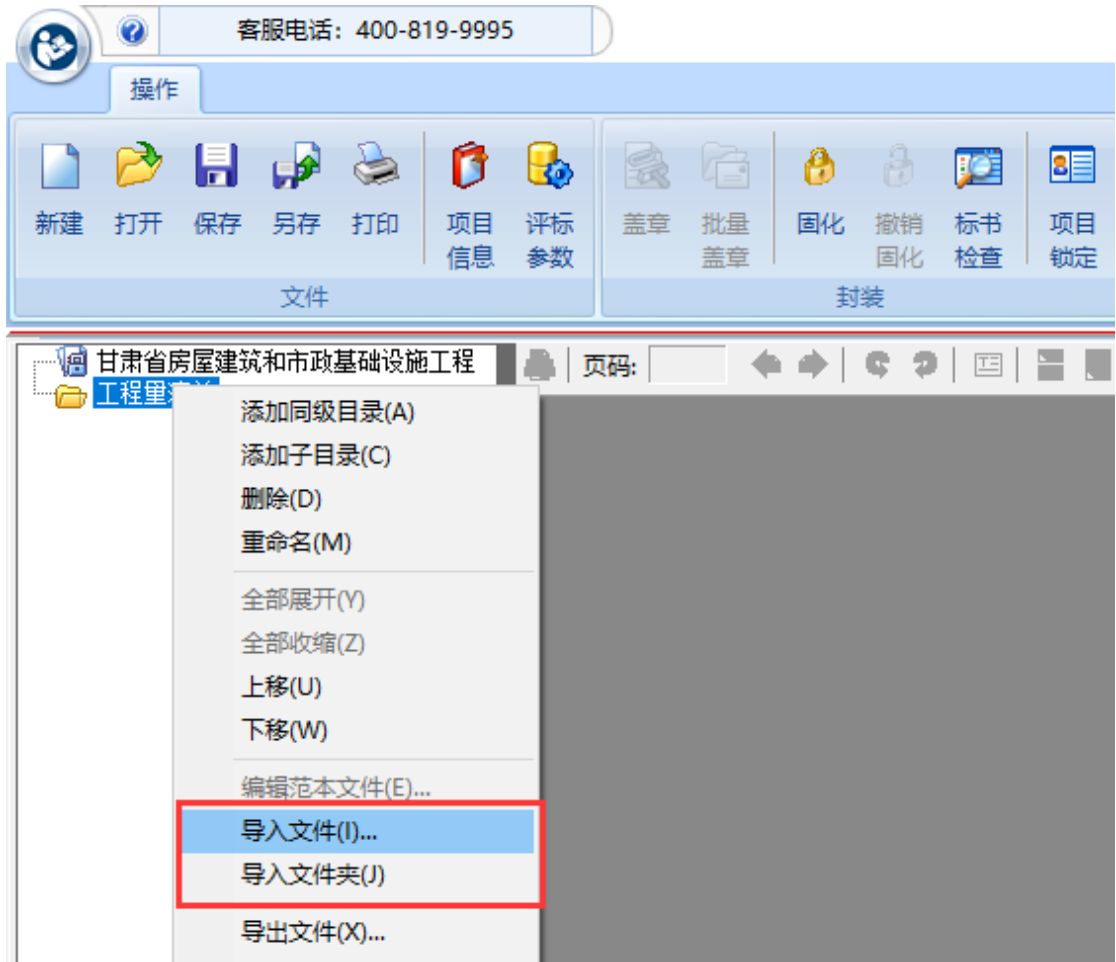 客服电话：400-819-9995
操作
新建 打开 保存 另存 打印 项目信息 评标参数 盖章 批量盖章 固化 撤销固化 标书检查 项目锁定
文件 封装
甘肃省房屋建筑和市政基础设施工程 页码:
工程量
添加同级目录(A)
添加子目录(C)
删除(D)
重命名(M)
全部展开(Y)
全部收缩(Z)
上移(U)
下移(W)
编辑范本文件(E)...
导入文件(I)...
导入文件夹(J)
导出文件(X)...